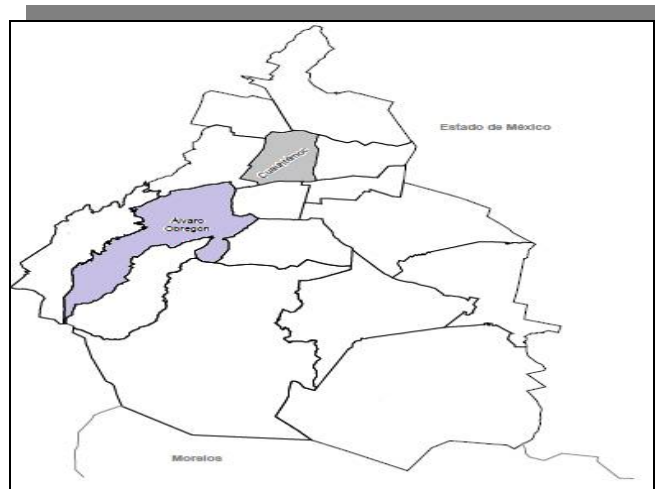 Estado de México
Cuauhtémoc
Álvaro
Obregón
Morelos